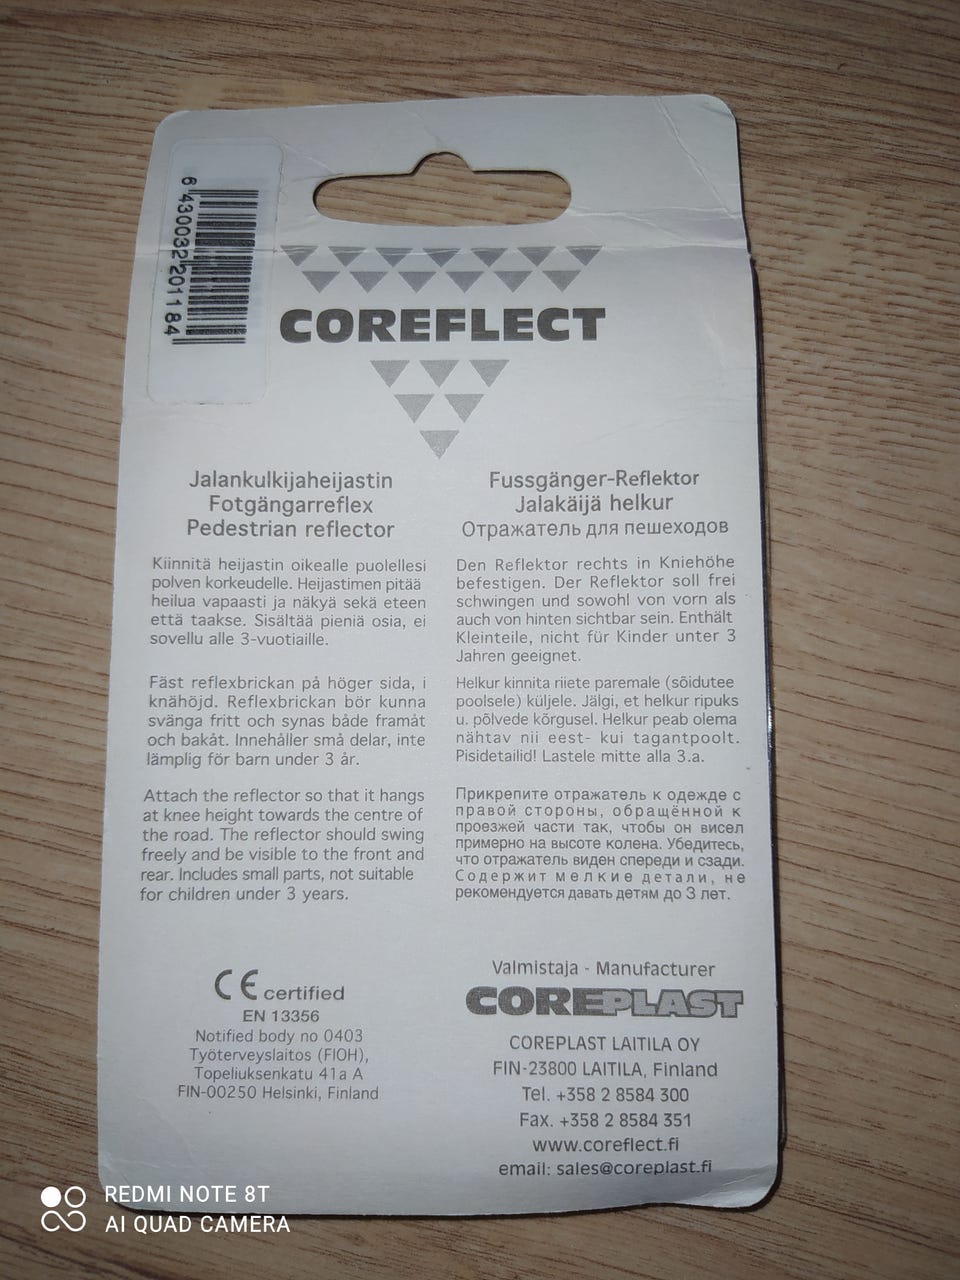 6 430032 201184
COREFLECT
Jalankulkijaheijastin
Fotgängarreflex
Pedestrian reflector
Kiinnitä heijastin oikealle puolellesi
polven korkeudelle. Heijastimen pitää
heilua vapaasti ja näkyä sekä eteen
että taakse. Sisältää pieniä osia, ei
sovellu alle 3-vuotiaille.
Fäst reflexbrickan på höger sida, i
knähöjd. Reflexbrickan bör kunna
svänga fritt och synas både framåt
och bakåt. Innehåller små delar, inte
lämplig för barn under 3 år.
Attach the reflector so that it hangs
at knee height towards the centre of
the road. The reflector should swing
freely and be visible to the front and
rear. Includes small parts, not suitable
for children under 3 years.
Fussgänger-Reflektor
Jalakäijä helkur
Отражатель для пешеходов
Den Reflektor rechts in Kniehöhe
befestigen. Der Reflektor soll frei
schwingen und sowohl von vorn als
auch von hinten sichtbar sein. Enthält
Kleinteile, nicht für Kinder unter 3
Jahren geeignet.
Helkur kinnita riiete paremale (sõidutee
poolsele) küljele. Jälgi, et helkur ripuks
u. põlvede kõrgusel. Helkur peab olema
nähtav nii eest- kui tagantpoolt.
Pisidetailid! Lastele mitte alla 3.a.
Прикрепите отражатель к одежде с
правой стороны, обращённой к
проезжей части так, чтобы он висел
примерно на высоте колена. Убедитесь,
что отражатель виден спереди и сзади.
Содержит мелкие детали, не
рекомендуется давать детям до 3 лет.
CE certified
EN 13356
Notified body no 0403
Työterveyslaitos (FIOH),
Topeliuksenkatu 41a A
FIN-00250 Helsinki, Finland
Valmistaja - Manufacturer
COREPLAST
COREPLAST LAITILA OY
FIN-23800 LAITILA, Finland
Tel. +358 2 8584 300
Fax. +358 2 8584 351
www.coreflect.fi
email: sales@coreplast.fi
REDMI NOTE 8T
AI QUAD CAMERA